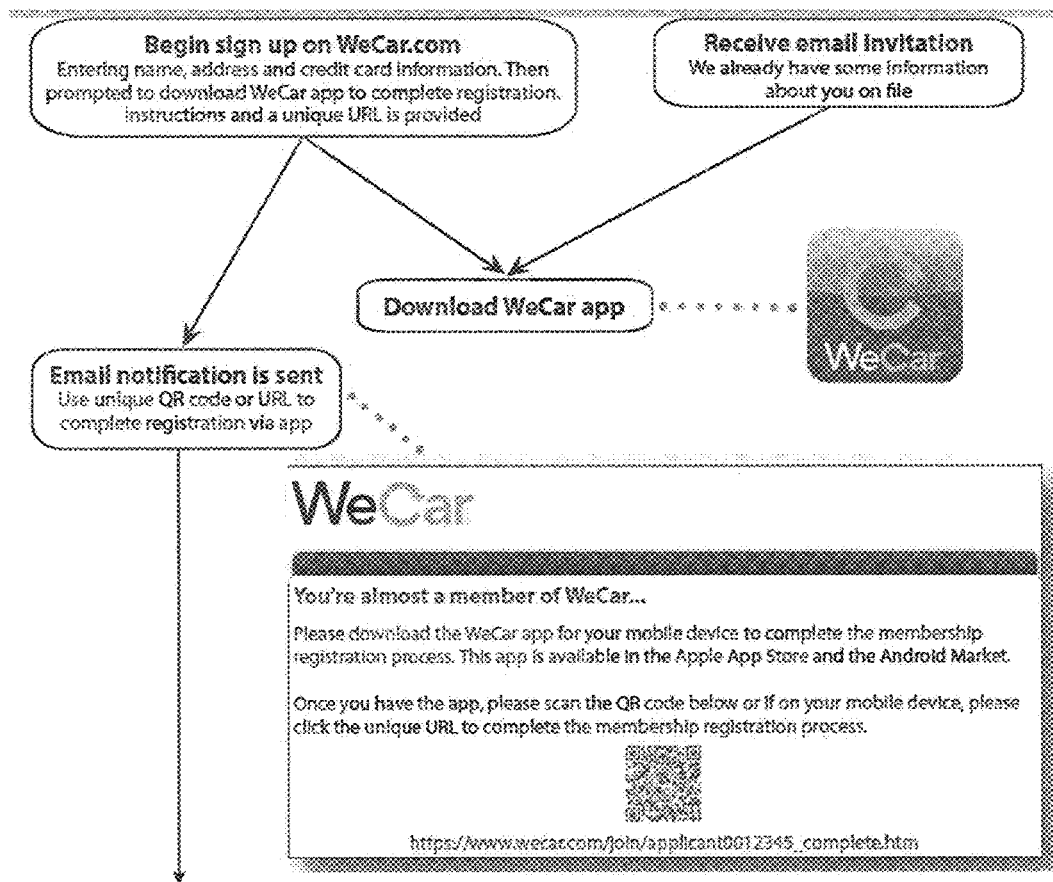 Begin sign up on WeCar.com
Entering name, address and credit card information. Then
prompted to download WeCar app to complete registration.
instructions and a unique URL is provided
Receive email invitation
We already have some information
about you on file
Download WeCar app
WeCar
Email notification is sent
Use unique QR code or URL to
complete registration via app
WeCar
You're almost a member of WeCar...
Please download the WeCar app for your mobile device to complete the membership
registration process. This app is available in the Apple App Store and the Android Market.
Once you have the app, please scan the QR code below or if on your mobile device, please
click the unique URL to complete the membership registration process.
https://www.wecar.com/join/applicant0012345_complete.htm